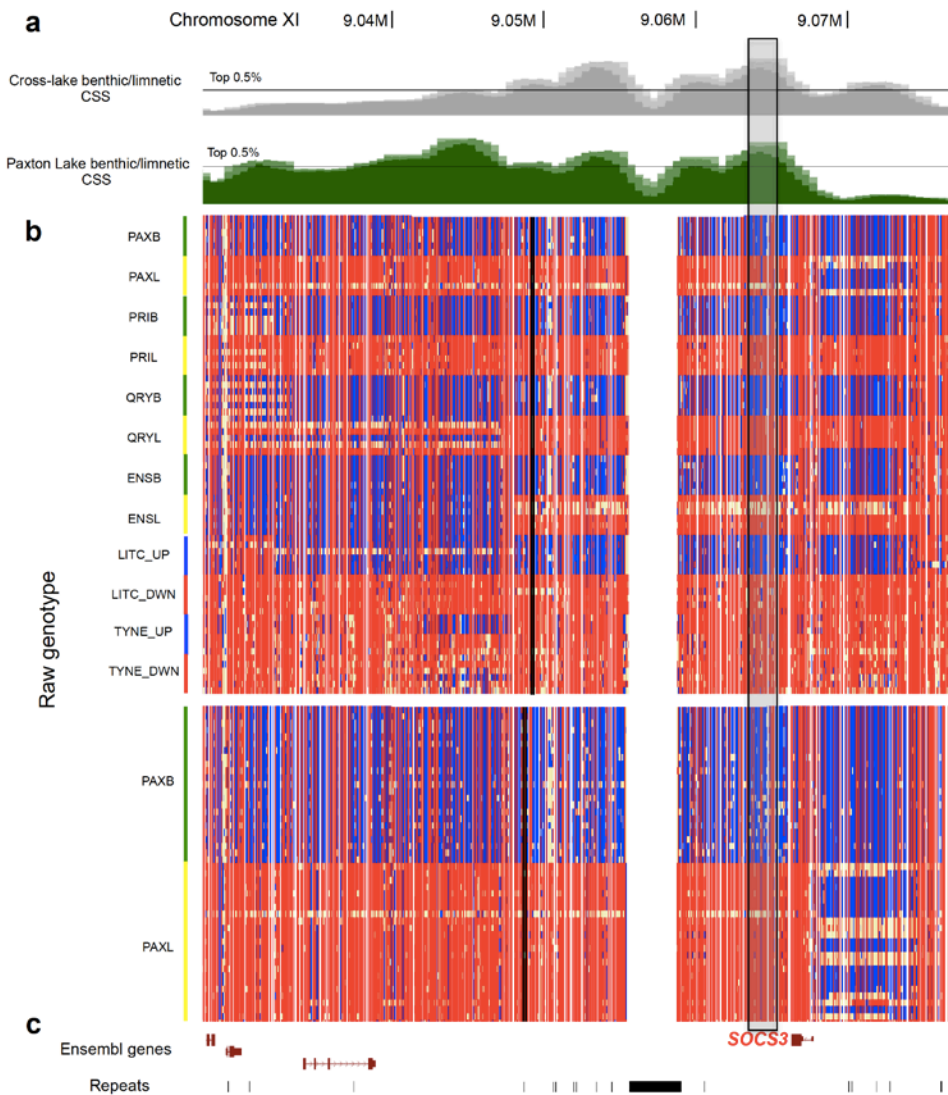 a
Chromosome XI 9.04M 9.05M 9.06M 9.07M
Cross-lake benthic/limnetic
CSS
Top 0.5%
Paxton Lake benthic/limnetic
CSS
Top 0.5%
b
Raw genotype
PAXB
PAXL
PRIB
PRIL
QRYB
QRYL
ENSB
ENSL
LITC_UP
LITC_DWN
TYNE_UP
TYNE_DWN
PAXB
PAXL
c
Ensembl genes
SOCS3
Repeats